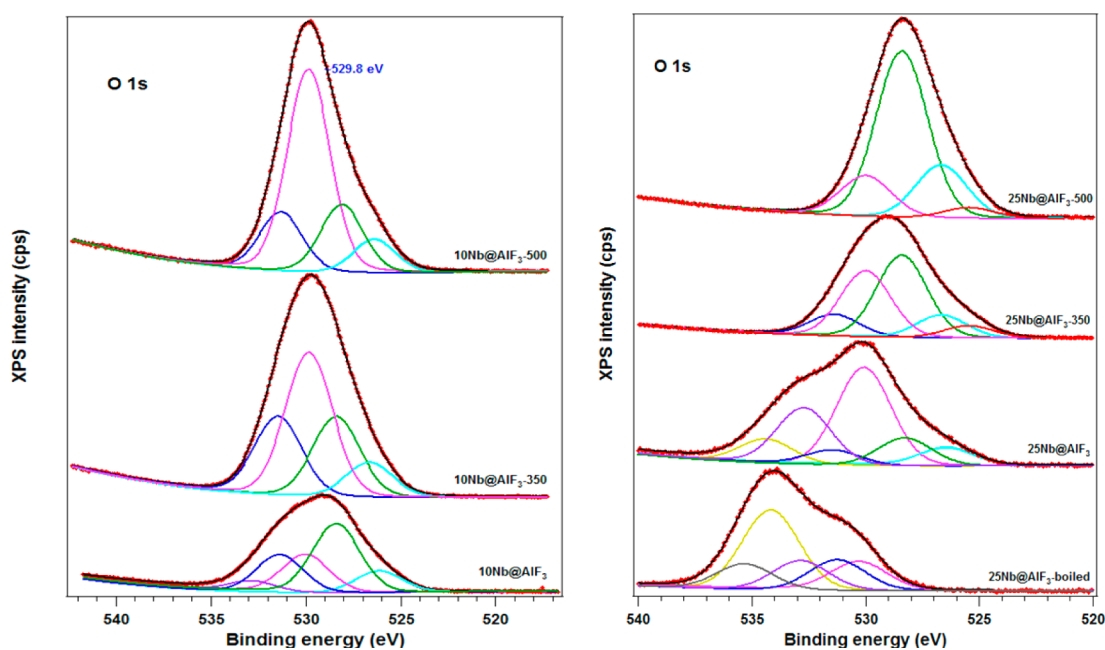 O 1s
529.8 eV
10Nb@AlF3-500
10Nb@AlF3-350
10Nb@AlF3
XPS intensity (cps)
540 535 530 525 520
Binding energy (eV)
O 1s
25Nb@AlF3-500
25Nb@AlF3-350
25Nb@AlF3
25Nb@AlF3-boiled
XPS intensity (cps)
540 535 530 525 520
Binding energy (eV)